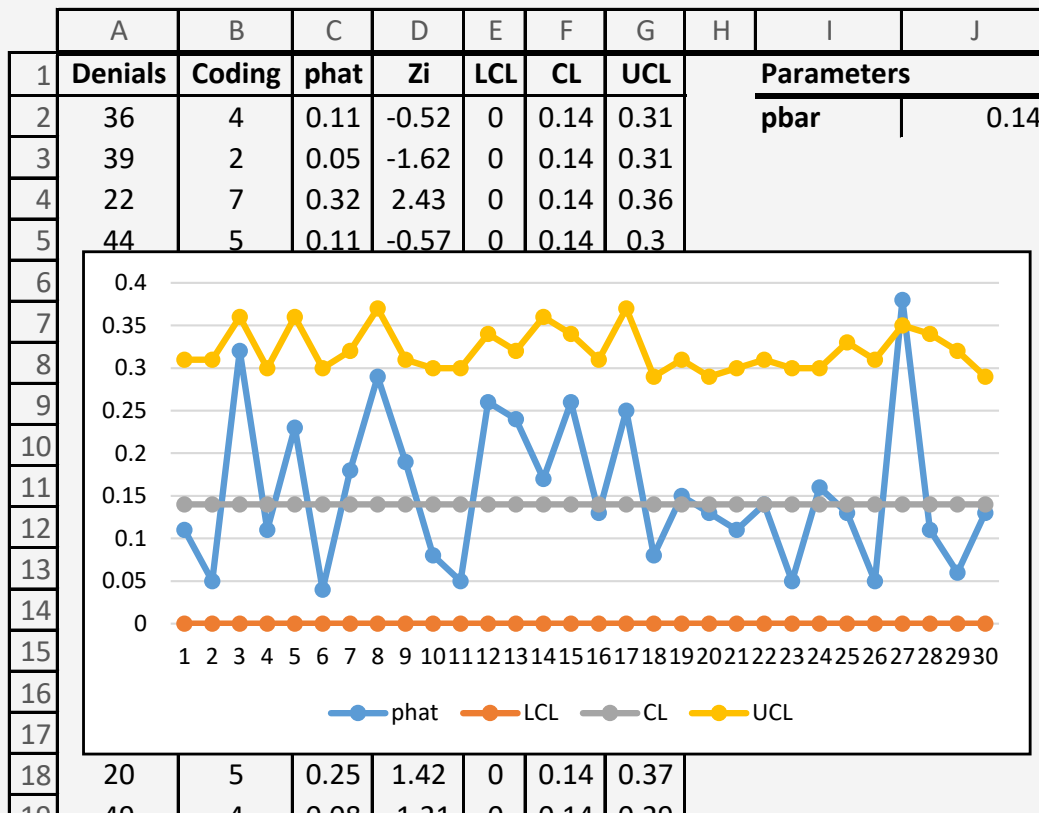 A B C D E F G H I J
1 Denials Coding phat Zi LCL CL UCL Parameters
2 36 4 0.11 -0.52 0 0.14 0.31 pbar 0.14
3 39 2 0.05 -1.62 0 0.14 0.31
4 22 7 0.32 2.43 0 0.14 0.36
5 44 5 0.11 -0.57 0 0.14 0.3
6
7
8
9
10
11
12
13
14
15
16
17
0.4
0.35
0.3
0.25
0.2
0.15
0.1
0.05
0
1 2 3 4 5 6 7 8 9 10 11 12 13 14 15 16 17 18 19 20 21 22 23 24 25 26 27 28 29 30
phat LCL CL UCL
18 20 5 0.25 1.42 0 0.14 0.37